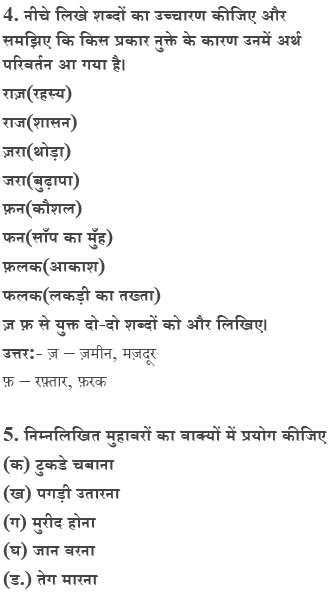 4. नीचे लिखे शब्दों का उच्चारण कीजिए और
समझिए कि किस प्रकार नुक्ते के कारण उनमें अर्थ
परिवर्तन आ गया है।
राज़(रहस्य)
राज(शासन)
ज़रा(थोड़ा)
जरा(बुढ़ापा)
फ़न(कौशल)
फन(साँप का मुँह)
फ़लक(आकाश)
फलक(लकड़ी का तख्ता)
ज़ फ़ से युक्त दो-दो शब्दों को और लिखिए।
उत्तर:- ज़ – ज़मीन, मज़दूर
फ़ – रफ़्तार, फ़रक
5. निम्नलिखित मुहावरों का वाक्यों में प्रयोग कीजिए
(क) टुकडे चबाना
(ख) पगड़ी उतारना
(ग) मुरीद होना
(घ) जान वरना
(ड.) तेग मारना